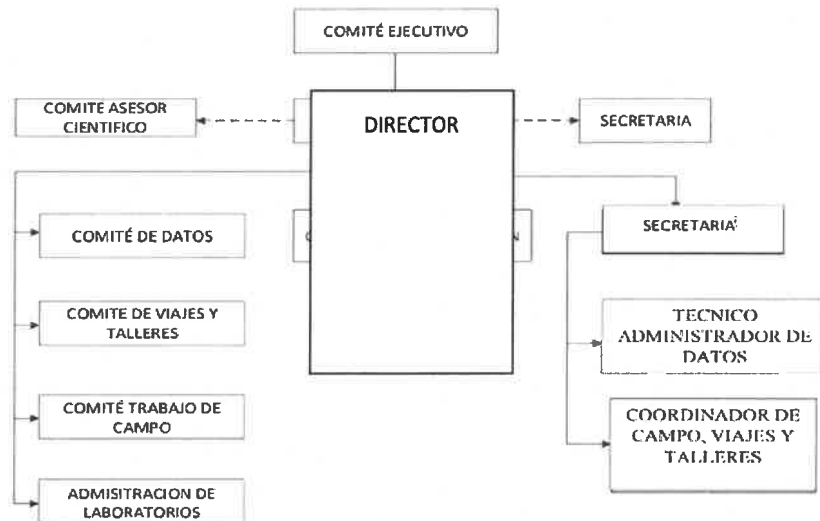 COMITÉ EJECUTIVO
COMITE ASESOR
CIENTIFICO
DIRECTOR
SECRETARIA
COMITÉ DE DATOS
SECRETARIA
COMITE DE VIAJES Y
TALLERES
TECNICO
ADMINISTRADOR DE
DATOS
COMITÉ TRABAJO DE
CAMPO
COORDINADOR DE
CAMPO, VIAJES Y
TALLERES
ADMISITRACION DE
LABORATORIOS